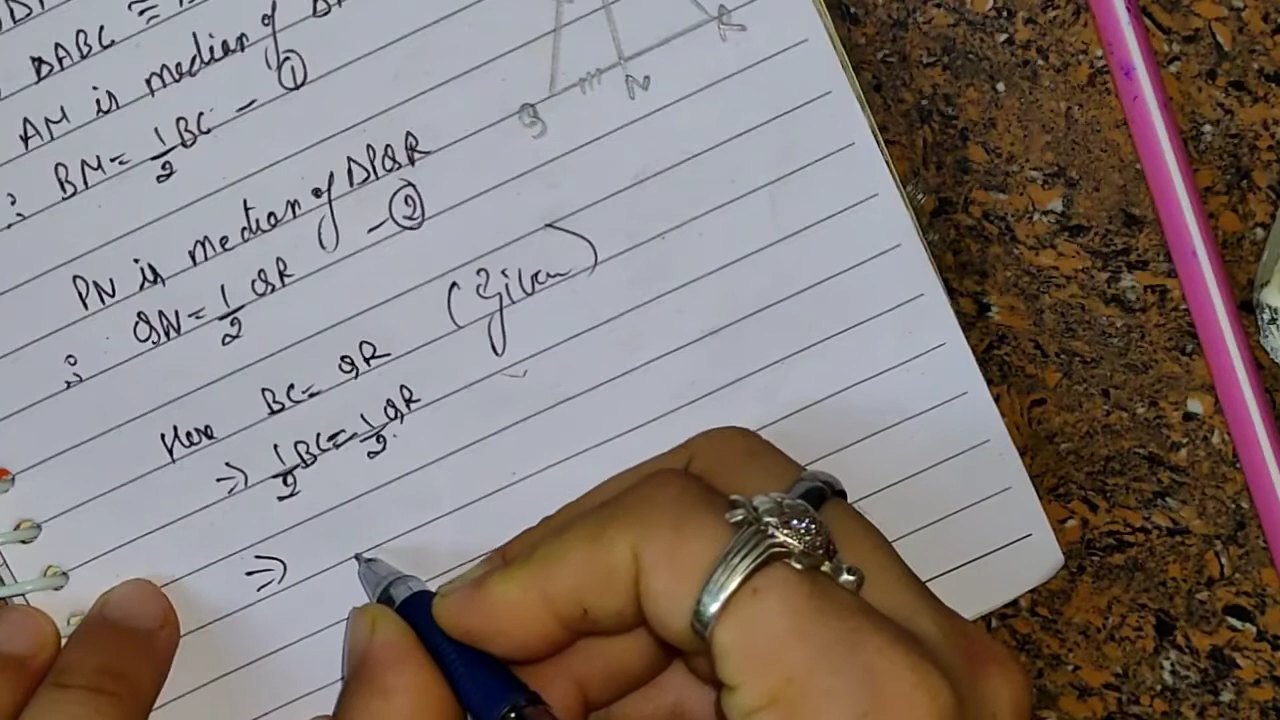 ΔABC ≅
AM is median of Δ
∴ BM = 1/2 BC - ①
PN is median of ΔPQR
∴ QN = 1/2 QR - ②
Here BC = QR (Given)
⇒ 1/2 BC = 1/2 QR
⇒
Q m N R